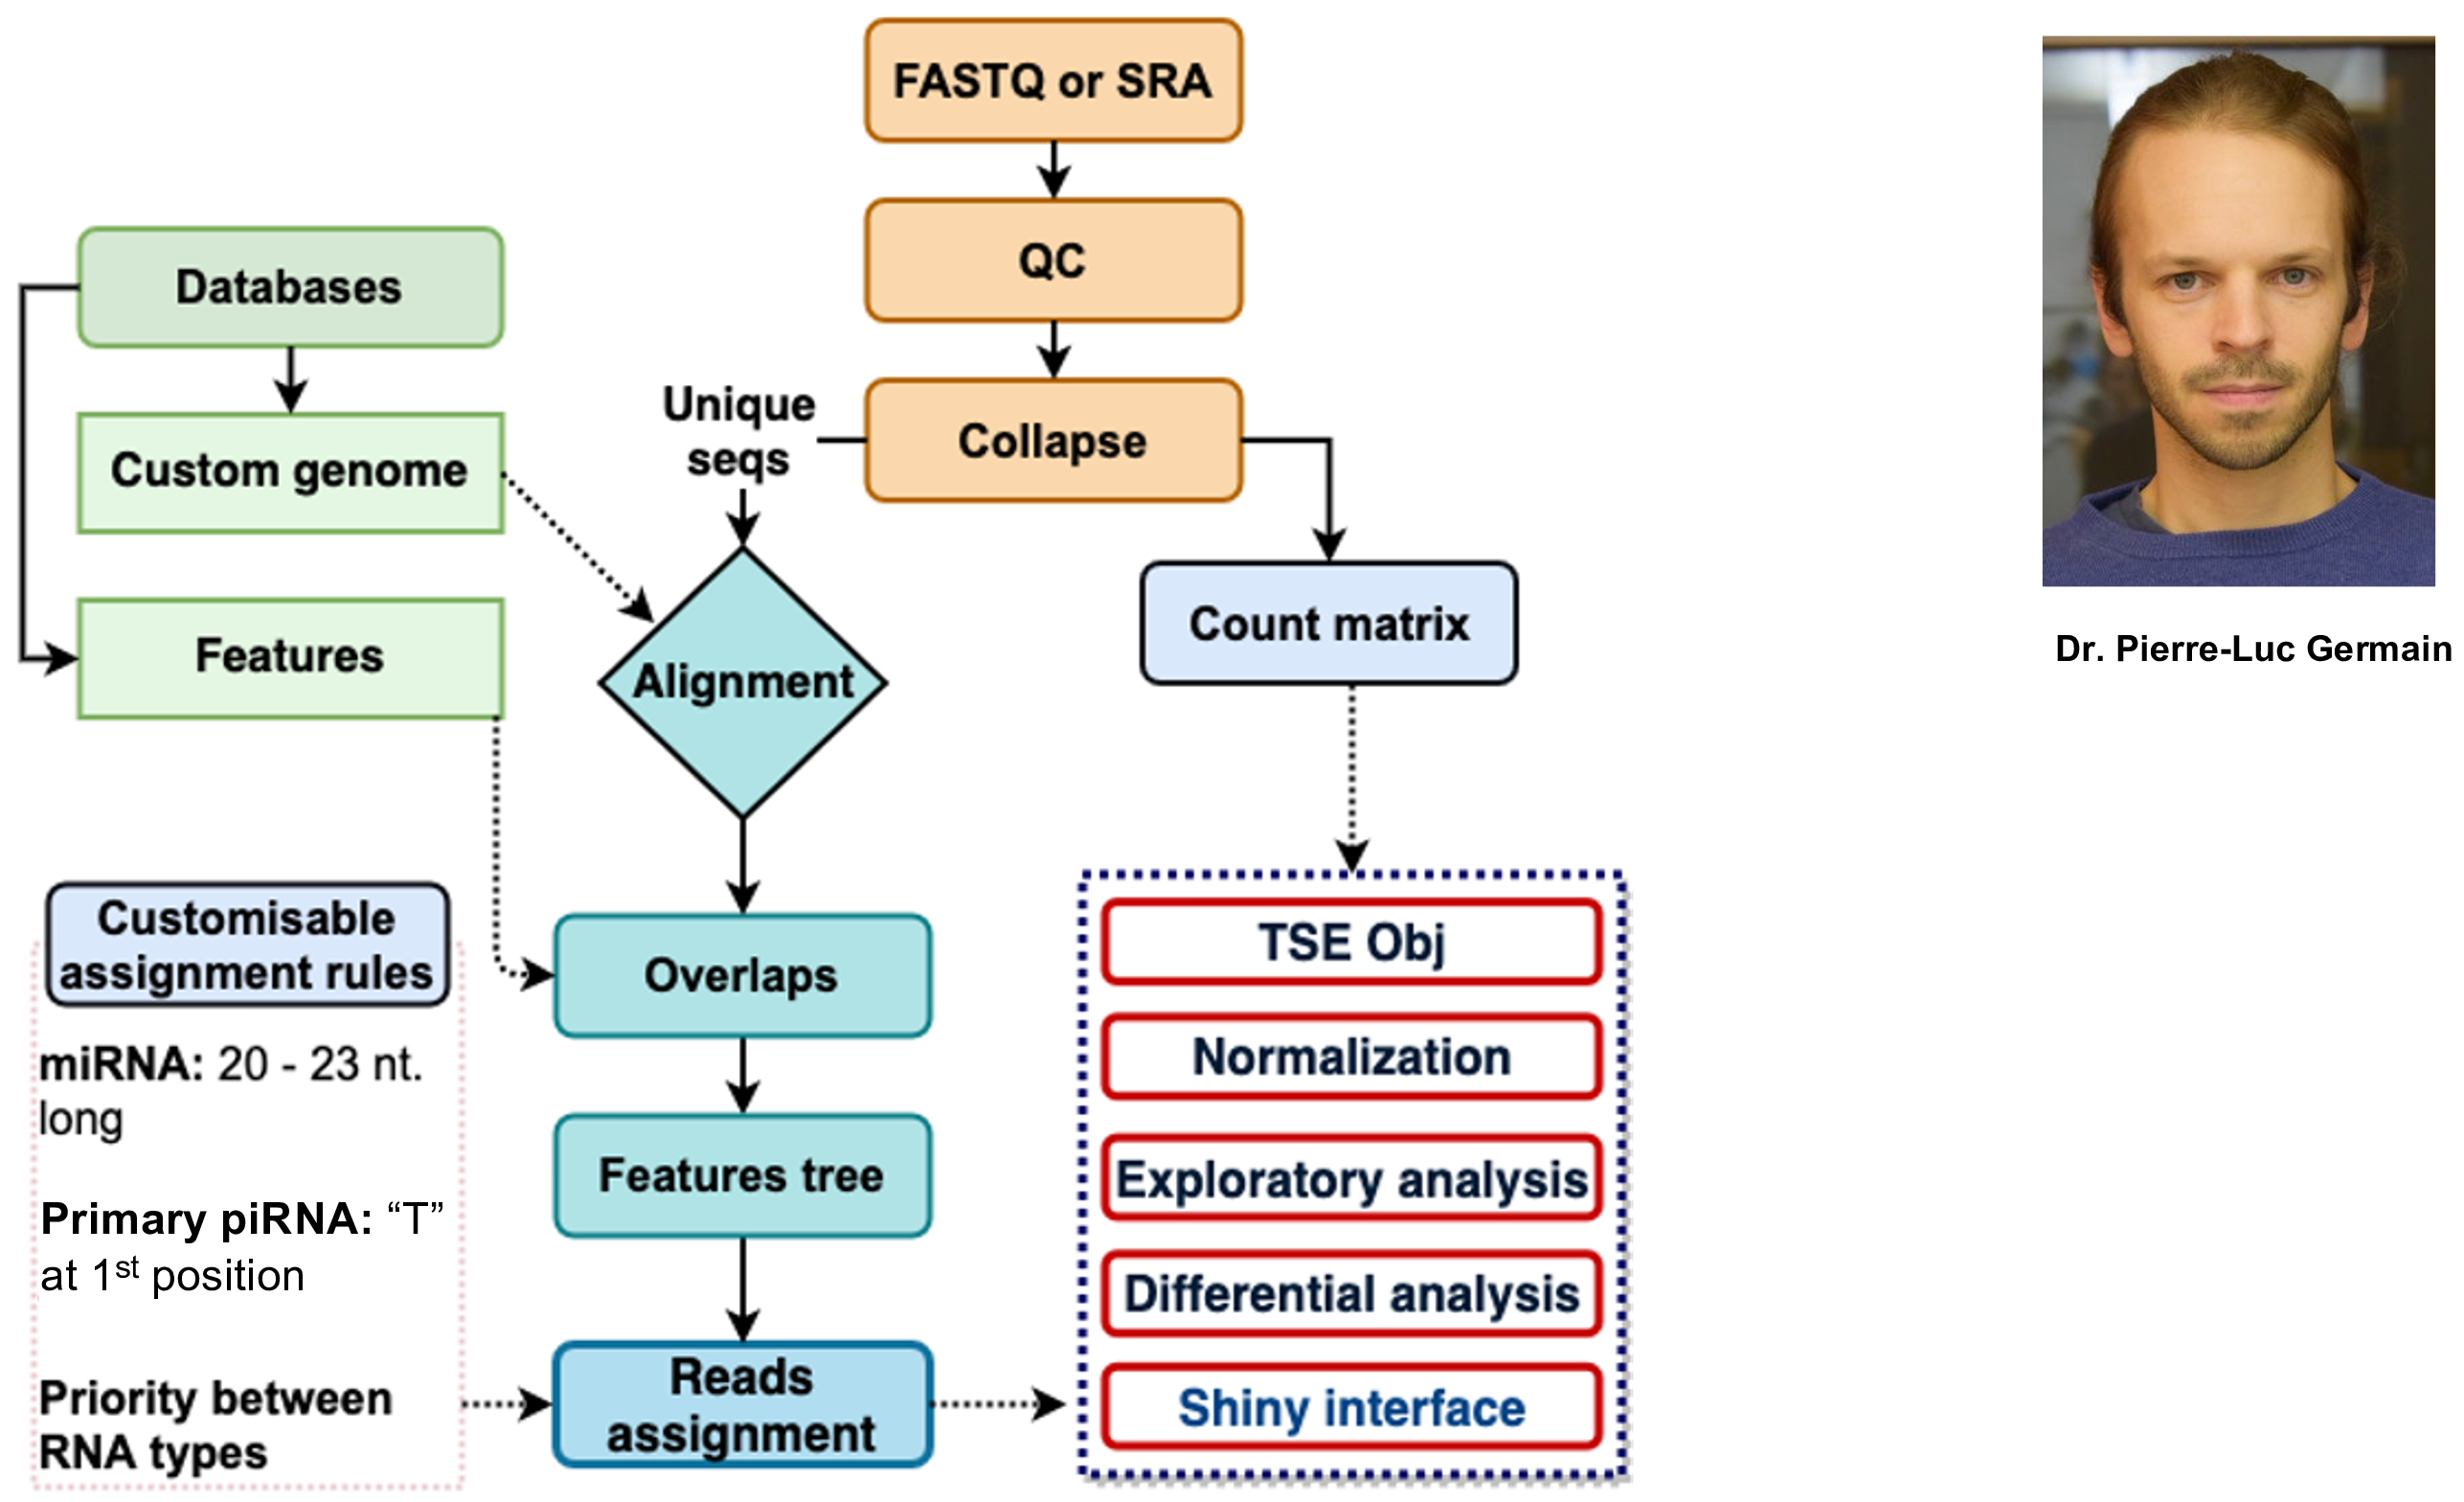 FASTQ or SRA
QC
Collapse
Unique
seqs
Databases
Custom genome
Features
Alignment
Count matrix
Dr. Pierre-Luc Germain
Customisable
assignment rules
miRNA: 20 - 23 nt.
long
Primary piRNA: “T”
at 1st position
Priority between
RNA types
Overlaps
Features tree
Reads
assignment
TSE Obj
Normalization
Exploratory analysis
Differential analysis
Shiny interface